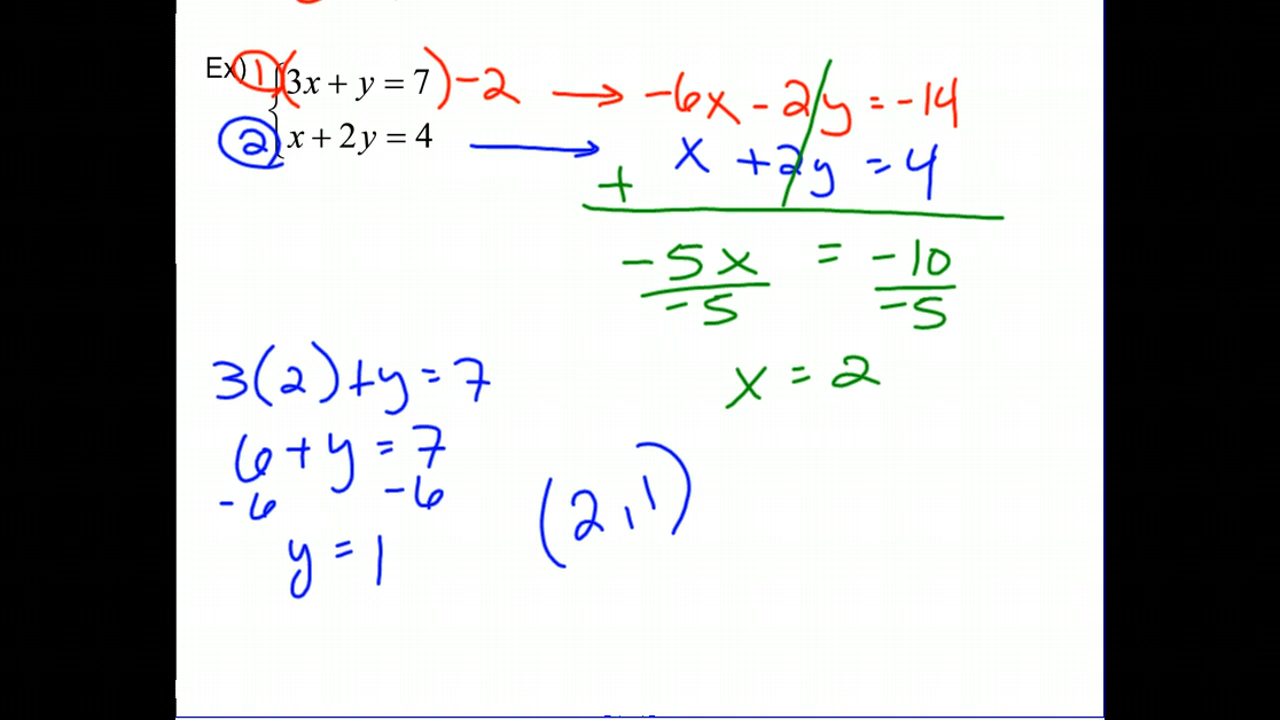 Ex) 1 (3x + y = 7) -2 → -6x - 2y = -14
2 x + 2y = 4 → x + 2y = 4
+
-5x = -10
-5 -5
x = 2
3(2) + y = 7
6 + y = 7
-6 -6
y = 1
(2, 1)